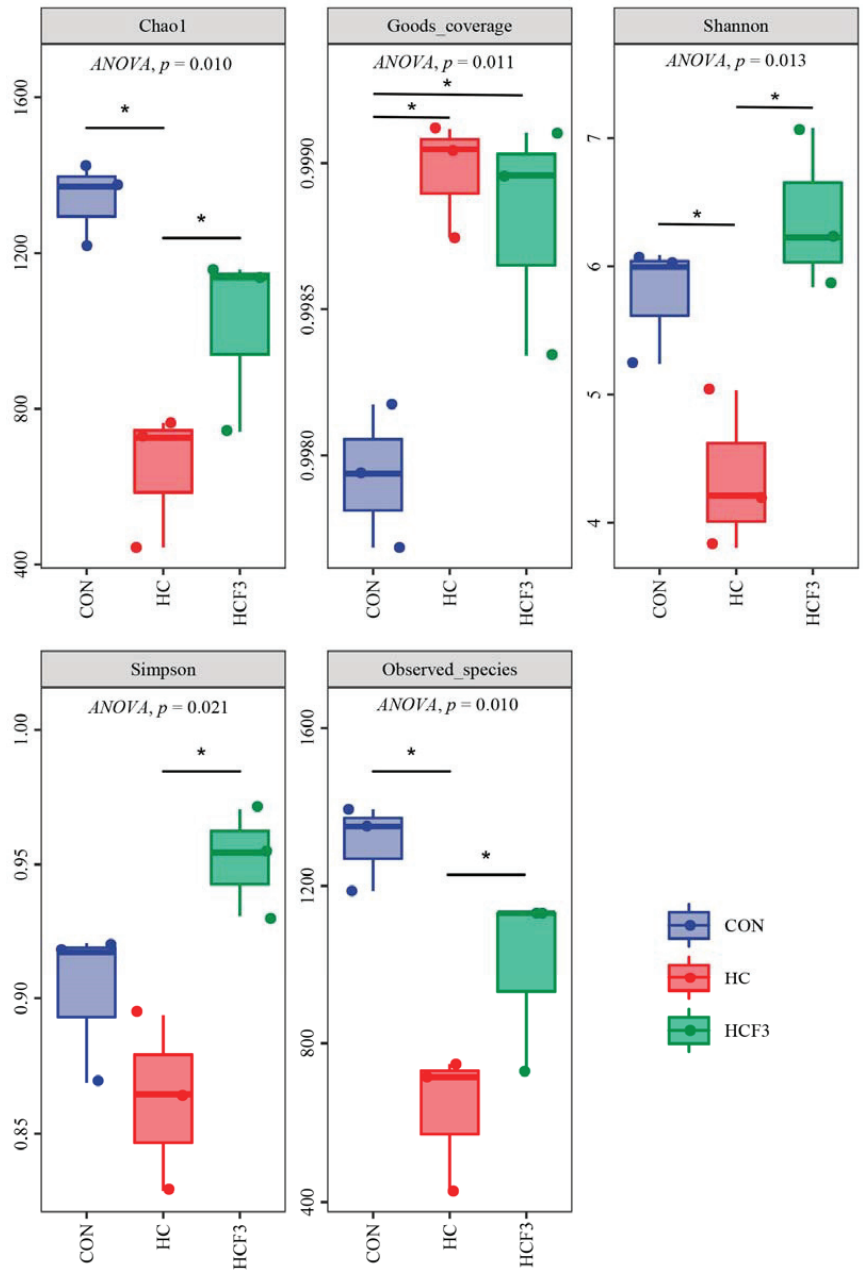 Chao1
ANOVA, p = 0.010
*
*
1600
1200
800
400
CON
HC
HCF3
Goods_coverage
ANOVA, p = 0.011
*
*
0.9990
0.9985
0.9980
CON
HC
HCF3
Shannon
ANOVA, p = 0.013
*
*
7
6
5
4
CON
HC
HCF3
Simpson
ANOVA, p = 0.021
*
1.00
0.95
0.90
0.85
CON
HC
HCF3
Observed_species
ANOVA, p = 0.010
*
*
1600
1200
800
400
CON
HC
HCF3
CON
HC
HCF3